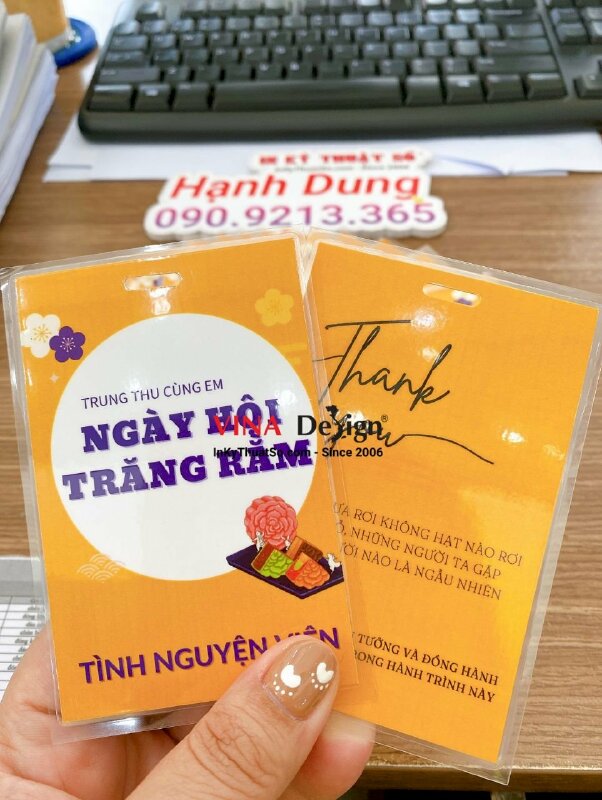 IN KỸ THUẬT SỐ
Hạnh Dung
090.9213.365
TRUNG THU CÙNG EM
NGÀY HỘI
TRĂNG RẰM
TÌNH NGUYỆN VIÊN
Thank
RƠI KHÔNG HẠT NÀO RƠI
NHỮNG NGƯỜI TA GẶP
NÀO LÀ NGẪU NHIÊN
TƯỞNG VÀ ĐỒNG HÀNH
TRONG HÀNH TRÌNH NÀY
VINA Design®
InKyThuatSo.com - Since 2006